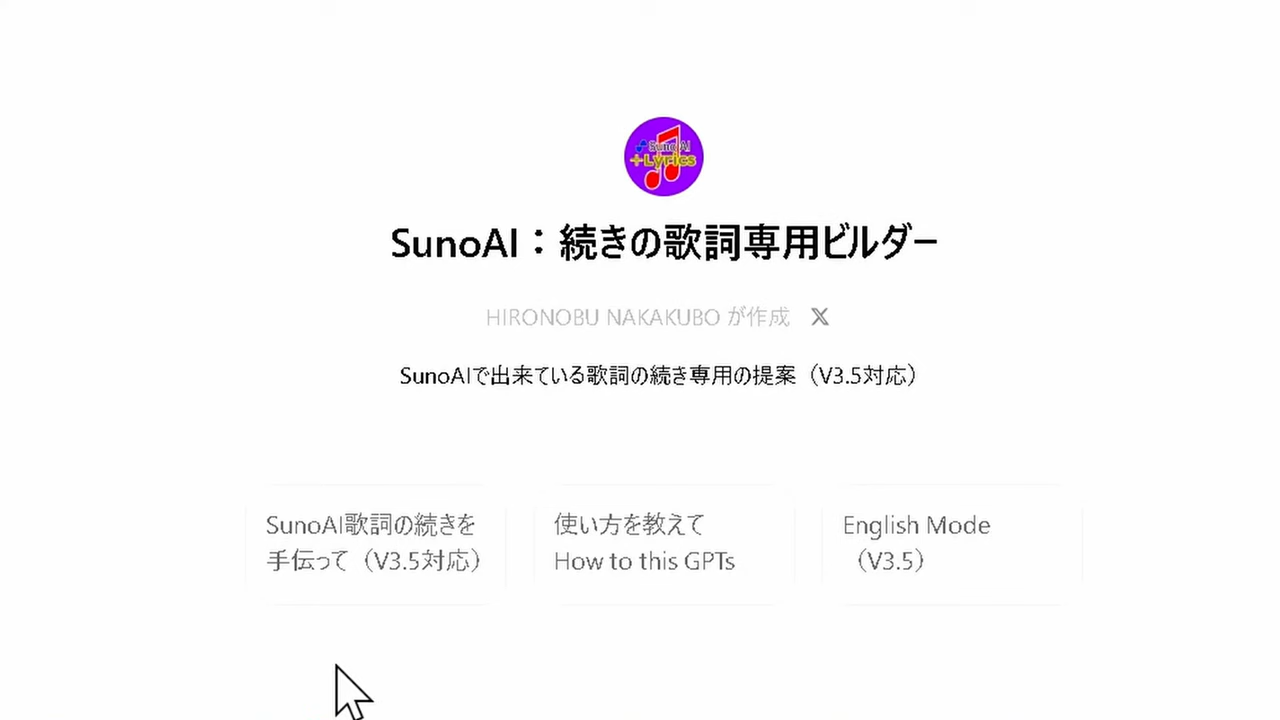 SunoAI
+Lyrics
SunoAI：続きの歌詞専用ビルダー
HIRONOBU NAKAKUBO が作成 X
SunoAIで出来ている歌詞の続き専用の提案（V3.5対応）
SunoAI歌詞の続きを
手伝って（V3.5対応）
使い方を教えて
How to this GPTs
English Mode
（V3.5）